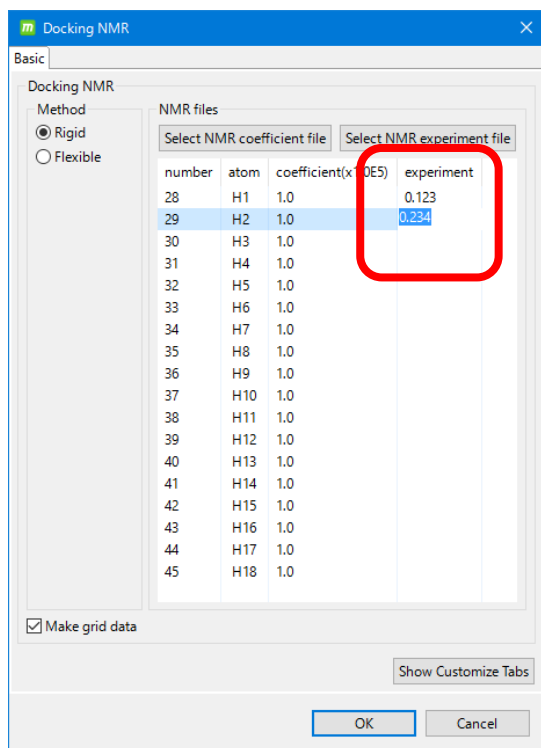 m Docking NMR
Basic
Docking NMR
Method
Rigid
Flexible
NMR files
Select NMR coefficient file Select NMR experiment file
number atom coefficient(x1.0E5) experiment
28 H1 1.0 0.123
29 H2 1.0 0.234
30 H3 1.0
31 H4 1.0
32 H5 1.0
33 H6 1.0
34 H7 1.0
35 H8 1.0
36 H9 1.0
37 H10 1.0
38 H11 1.0
39 H12 1.0
40 H13 1.0
41 H14 1.0
42 H15 1.0
43 H16 1.0
44 H17 1.0
45 H18 1.0
Make grid data
Show Customize Tabs
OK Cancel